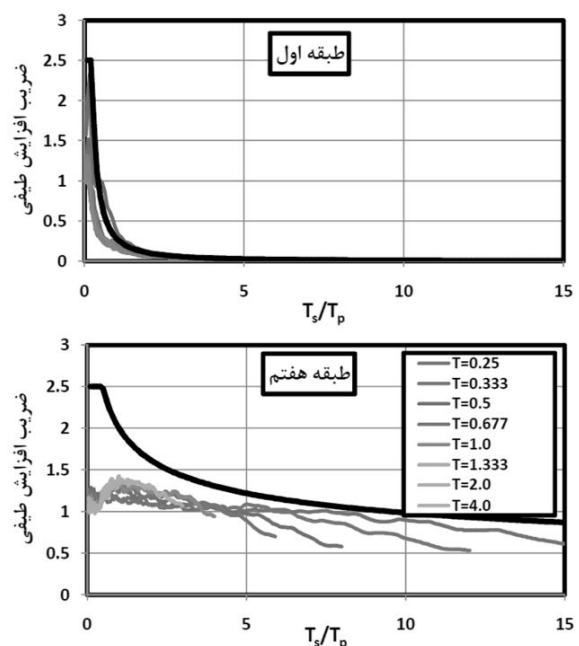 طبقه اول
ضریب افزایش طیفی
3
2.5
2
1.5
1
0.5
0
0 5 10 15
Ts/Tp
طبقه هفتم
ضریب افزایش طیفی
3
2.5
2
1.5
1
0.5
0
T=0.25
T=0.333
T=0.5
T=0.677
T=1.0
T=1.333
T=2.0
T=4.0
0 5 10 15
Ts/Tp